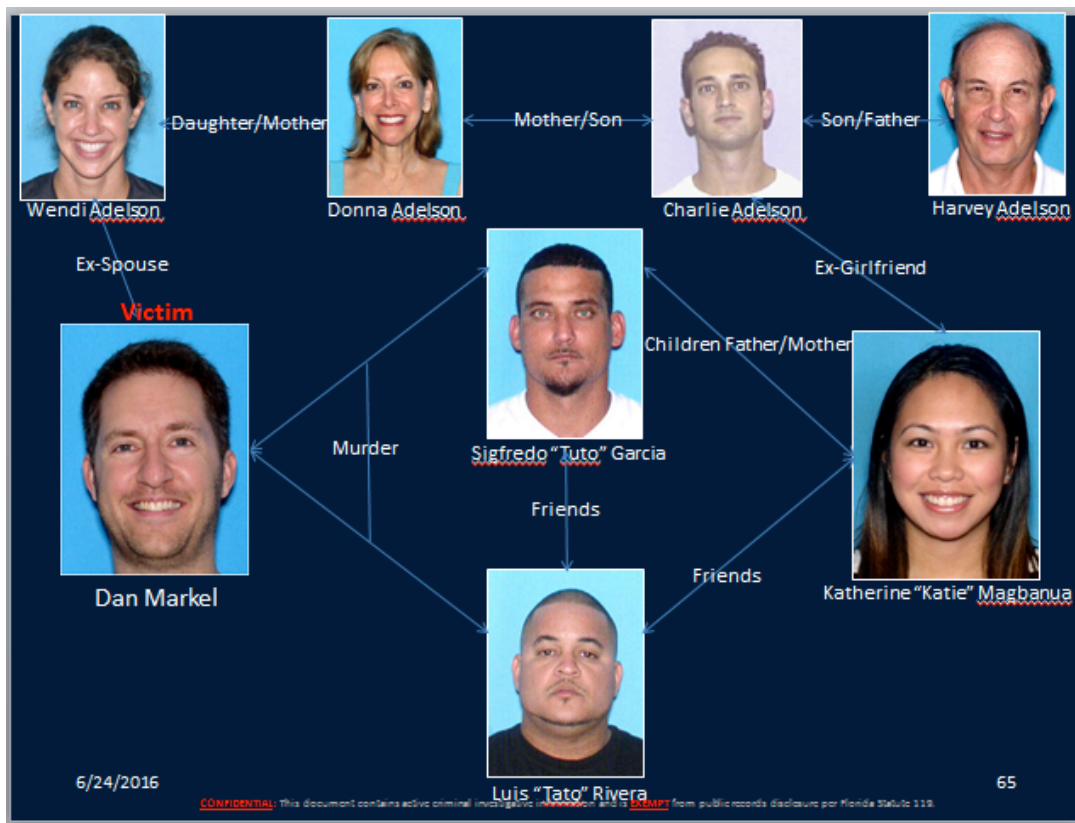 Daughter/Mother
Mother/Son
Son/Father
Wendi Adelson
Donna Adelson
Charlie Adelson
Harvey Adelson
Ex-Spouse
Ex-Girlfriend
Victim
Children Father/Mother
Murder
Sigfredo “Tuto” Garcia
Friends
Friends
Dan Markel
Katherine “Katie” Magbanua
6/24/2016
65
Luis “Tato” Rivera
CONFIDENTIAL: This document contains active criminal investigative information and is EXEMPT from public records disclosure per Florida Statute 119.